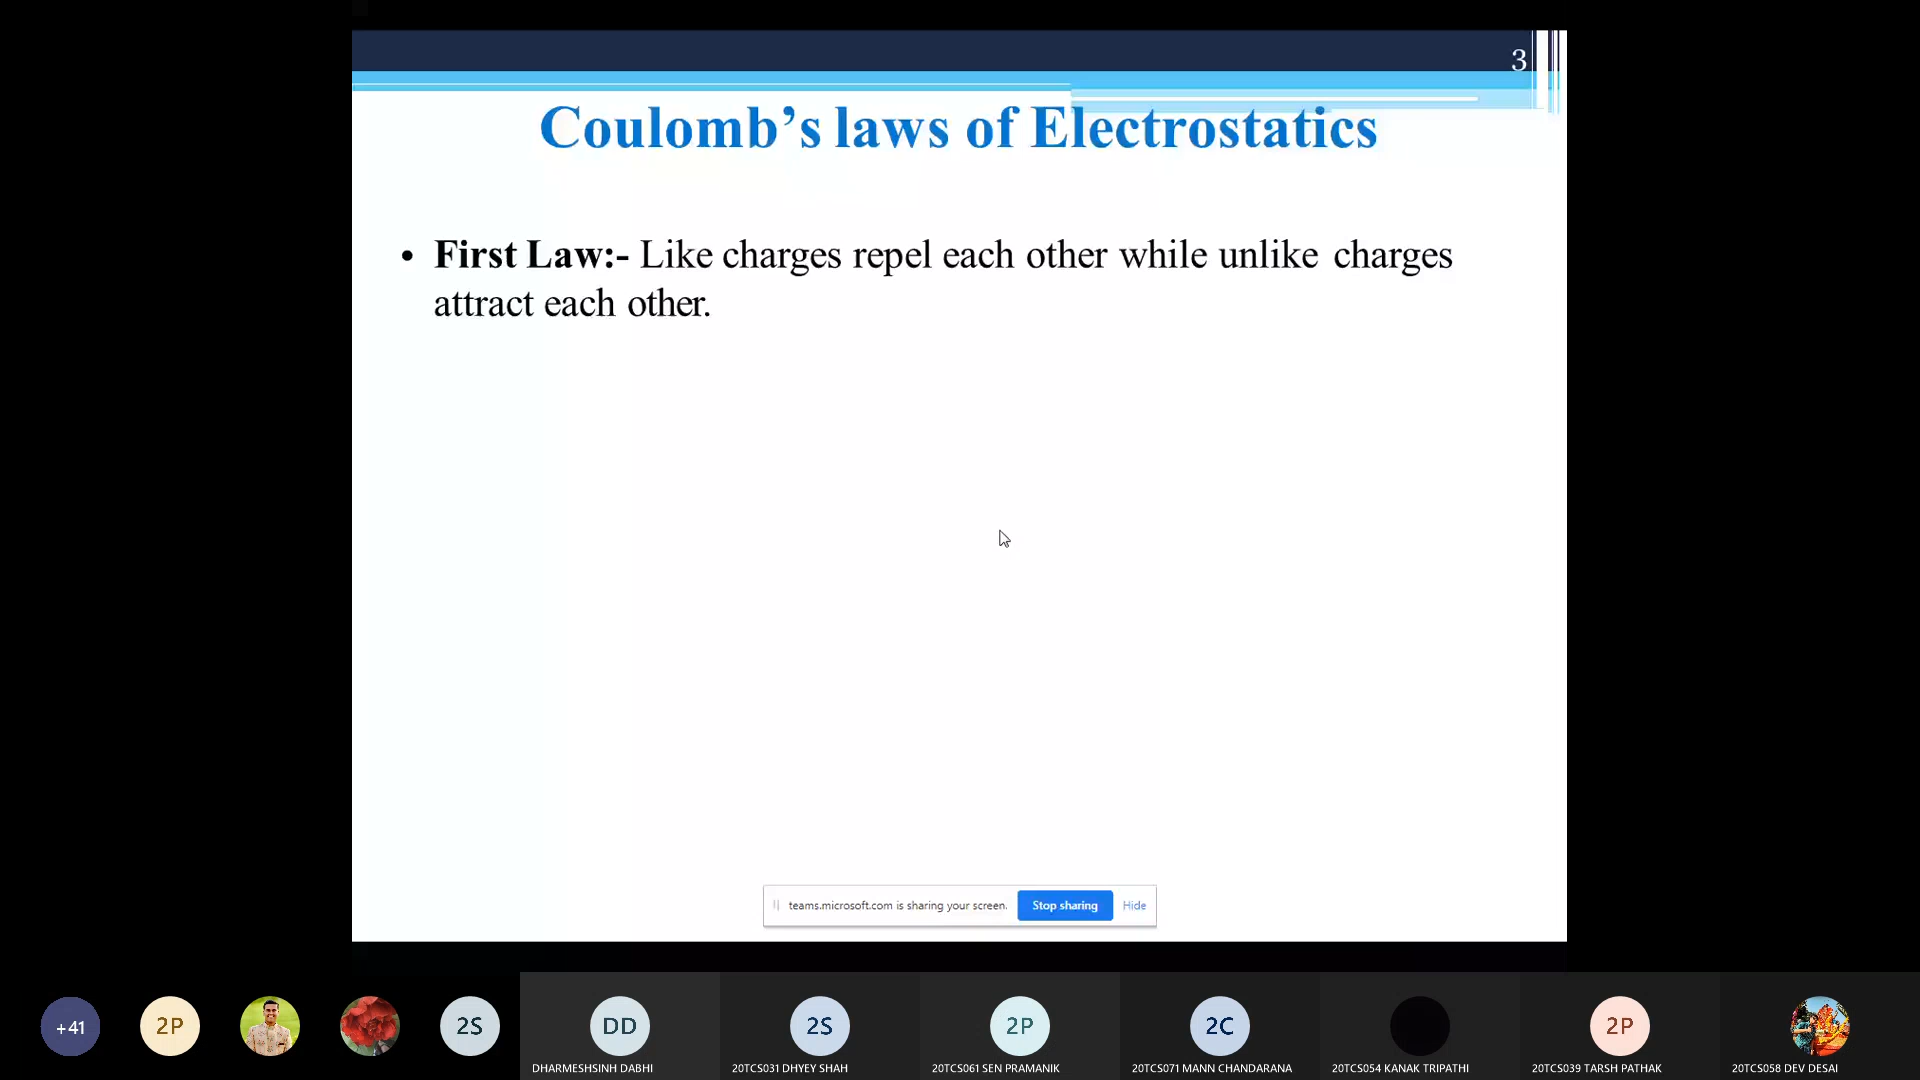 3
Coulomb’s laws of Electrostatics
• First Law:- Like charges repel each other while unlike charges
attract each other.
teams.microsoft.com is sharing your screen. Stop sharing Hide
+41 2P 2S DD 2S 2P 2C 2P
DHARMESHSINH DABHI 20TCS031 DHYEY SHAH 20TCS061 SEN PRAMANIK 20TCS071 MANN CHANDARANA 20TCS054 KANAK TRIPATHI 20TCS039 TARSH PATHAK 20TCS058 DEV DESAI